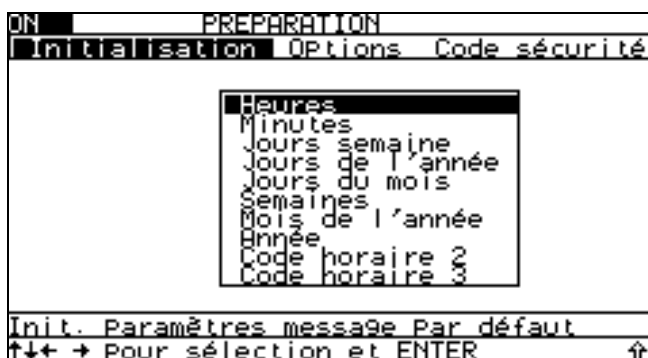 ON PREPARATION
Initialisation Options Code sécurité
Heures
Minutes
Jours semaine
Jours de l'année
Jours du mois
Semaines
Mois de l'année
Année
Code horaire 2
Code horaire 3
Init. Paramètres message Par défaut
↑↓← → Pour sélection et ENTER ⇧